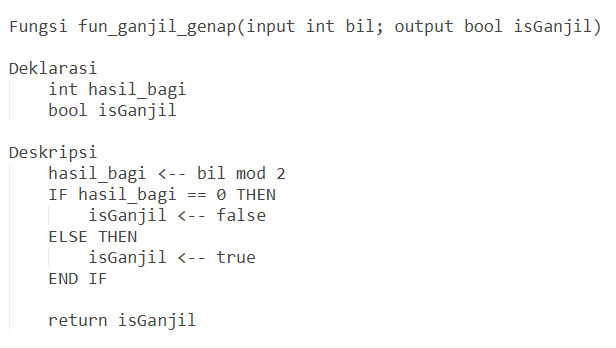 Fungsi fun_ganjil_genap(input int bil; output bool isGanjil)
Deklarasi
int hasil_bagi
bool isGanjil
Deskripsi
hasil_bagi <-- bil mod 2
IF hasil_bagi == 0 THEN
isGanjil <-- false
ELSE THEN
isGanjil <-- true
END IF
return isGanjil